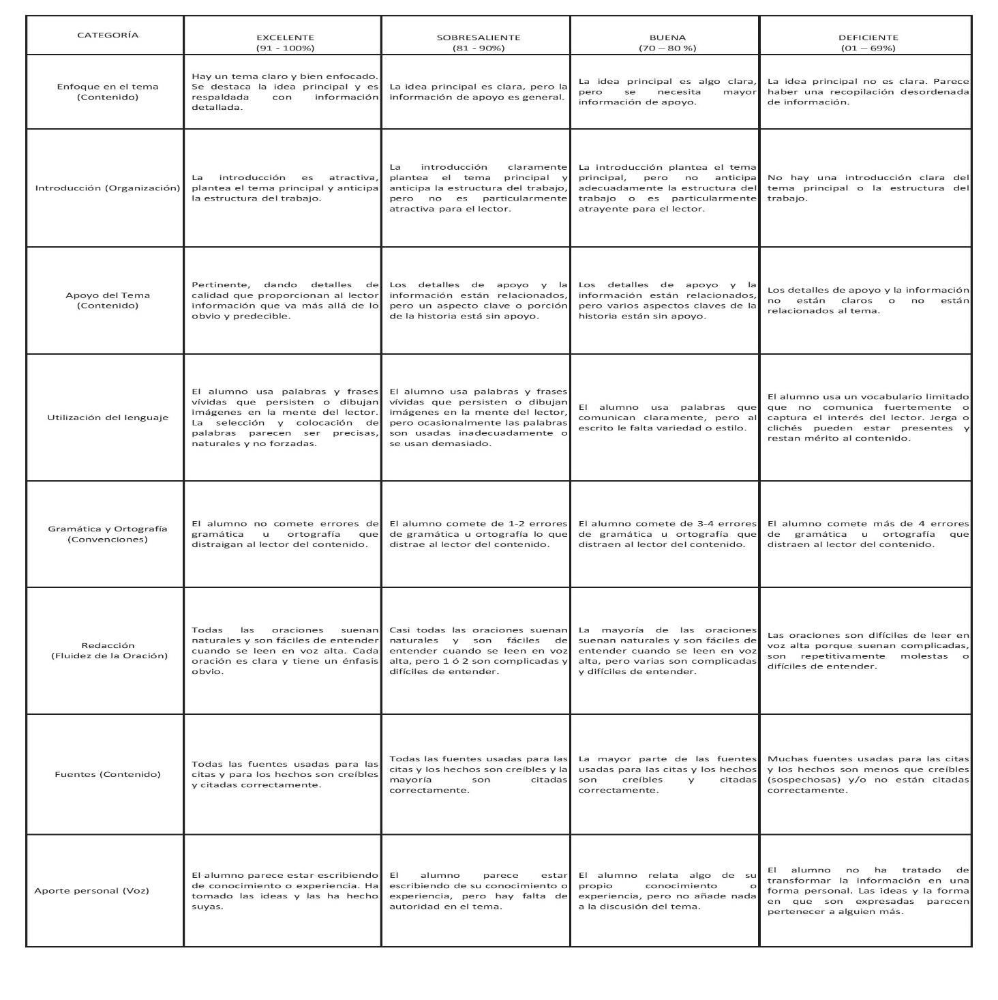 CATEGORÍA
EXCELENTE
(91 - 100%)
SOBRESALIENTE
(81 - 90%)
BUENA
(70 – 80 %)
DEFICIENTE
(01 – 69%)
Enfoque en el tema
(Contenido)
Hay un tema claro y bien enfocado.
Se destaca la idea principal y es
respaldada con información
detallada.
La idea principal es clara, pero la
información de apoyo es general.
La idea principal es algo clara,
pero se necesita mayor
información de apoyo.
La idea principal no es clara. Parece
haber una recopilación desordenada
de información.
Introducción (Organización)
La introducción es atractiva,
plantea el tema principal y anticipa
la estructura del trabajo.
La introducción claramente
plantea el tema principal y
anticipa la estructura del trabajo,
pero no es particularmente
atractiva para el lector.
La introducción plantea el tema
principal, pero no anticipa
adecuadamente la estructura del
trabajo o es particularmente
atrayente para el lector.
No hay una introducción clara del
tema principal o la estructura del
trabajo.
Apoyo del Tema
(Contenido)
Pertinente, dando detalles de
calidad que proporcionan al lector
información que va más allá de lo
obvio y predecible.
Los detalles de apoyo y la
información están relacionados,
pero un aspecto clave o porción
de la historia está sin apoyo.
Los detalles de apoyo y la
información están relacionados,
pero varios aspectos claves de la
historia están sin apoyo.
Los detalles de apoyo y la información
no están claros o no están
relacionados al tema.
Utilización del lenguaje
El alumno usa palabras y frases
vívidas que persisten o dibujan
imágenes en la mente del lector.
La selección y colocación de
palabras parecen ser precisas,
naturales y no forzadas.
El alumno usa palabras y frases
vívidas que persisten o dibujan
imágenes en la mente del lector,
pero ocasionalmente las palabras
son usadas inadecuadamente o
se usan demasiado.
El alumno usa palabras que
comunican claramente, pero al
escrito le falta variedad o estilo.
El alumno usa un vocabulario limitado
que no comunica fuertemente o
captura el interés del lector. Jerga o
clichés pueden estar presentes y
restan mérito al contenido.
Gramática y Ortografía
(Convenciones)
El alumno no comete errores de
gramática u ortografía que
distraigan al lector del contenido.
El alumno comete de 1-2 errores
de gramática u ortografía lo que
distrae al lector del contenido.
El alumno comete de 3-4 errores
de gramática u ortografía que
distraen al lector del contenido.
El alumno comete más de 4 errores
de gramática u ortografía que
distraen al lector del contenido.
Redacción
(Fluidez de la Oración)
Todas las oraciones suenan
naturales y son fáciles de entender
cuando se leen en voz alta. Cada
oración es clara y tiene un énfasis
obvio.
Casi todas las oraciones suenan
naturales y son fáciles de
entender cuando se leen en voz
alta, pero 1 ó 2 son complicadas y
difíciles de entender.
La mayoría de las oraciones
suenan naturales y son fáciles de
entender cuando se leen en voz
alta, pero varias son complicadas
y difíciles de entender.
Las oraciones son difíciles de leer en
voz alta porque suenan complicadas,
son repetitivamente molestas o
difíciles de entender.
Fuentes (Contenido)
Todas las fuentes usadas para las
citas y para los hechos son creíbles
y citadas correctamente.
Todas las fuentes usadas para las
citas y los hechos son creíbles y la
mayoría son citadas
correctamente.
La mayor parte de las fuentes
usadas para las citas y los hechos
son creíbles y citadas
correctamente.
Muchas fuentes usadas para las citas
y los hechos son menos que creíbles
(sospechosas) y/o no están citadas
correctamente.
Aporte personal (Voz)
El alumno parece estar escribiendo
de conocimiento o experiencia. Ha
tomado las ideas y las ha hecho
suyas.
El alumno parece estar
escribiendo de su conocimiento o
experiencia, pero hay falta de
autoridad en el tema.
El alumno relata algo de su
propio conocimiento o
experiencia, pero no añade nada
a la discusión del tema.
El alumno no ha tratado de
transformar la información en una
forma personal. Las ideas y la forma
en que son expresadas parecen
pertenecer a alguien más.